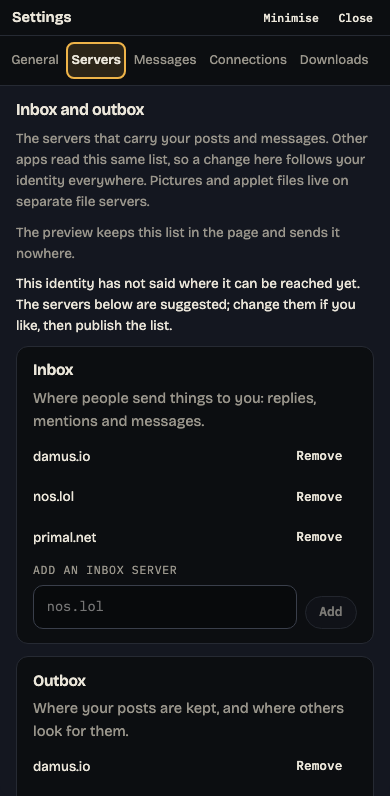 Settings
Minimise
Close
General
Servers
Messages
Connections
Downloads
Inbox and outbox
The servers that carry your posts and messages. Other
apps read this same list, so a change here follows your
identity everywhere. Pictures and applet files live on
separate file servers.
The preview keeps this list in the page and sends it
nowhere.
This identity has not said where it can be reached yet.
The servers below are suggested; change them if you
like, then publish the list.
Inbox
Where people send things to you: replies,
mentions and messages.
damus.io
Remove
nos.lol
Remove
primal.net
Remove
ADD AN INBOX SERVER
nos.lol
Add
Outbox
Where your posts are kept, and where others
look for them.
damus.io
Remove